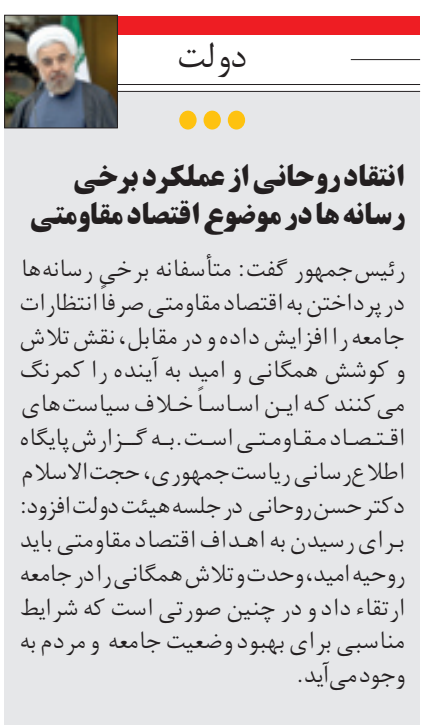 دولت
انتقاد روحانی از عملکرد برخی
رسانه ها در موضوع اقتصاد مقاومتی
رئیس‌جمهور گفت: متأسفانه برخی رسانه‌ها
در پرداختن به اقتصاد مقاومتی صرفاً انتظارات
جامعه را افزایش داده و در مقابل، نقش تلاش
و کوشش همگانی و امید به آینده را کمرنگ
می‌کنند که این اساساً خلاف سیاست‌های
اقتصاد مقاومتی است. به گزارش پایگاه
اطلاع‌رسانی ریاست‌جمهوری، حجت‌الاسلام
دکتر حسن روحانی در جلسه هیئت دولت افزود:
برای رسیدن به اهداف اقتصاد مقاومتی باید
روحیه امید، وحدت و تلاش همگانی را در جامعه
ارتقاء داد و در چنین صورتی است که شرایط
مناسبی برای بهبود وضعیت جامعه و مردم به
وجود می‌آید.